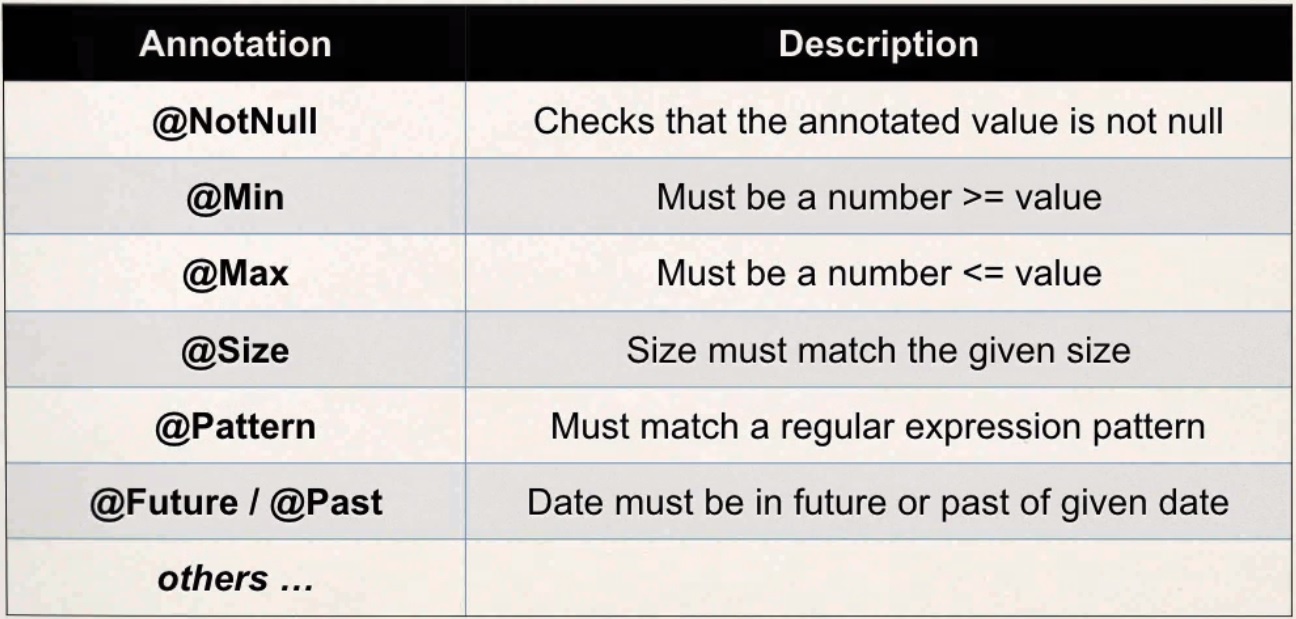 Annotation Description
@NotNull Checks that the annotated value is not null
@Min Must be a number >= value
@Max Must be a number <= value
@Size Size must match the given size
@Pattern Must match a regular expression pattern
@Future / @Past Date must be in future or past of given date
others …